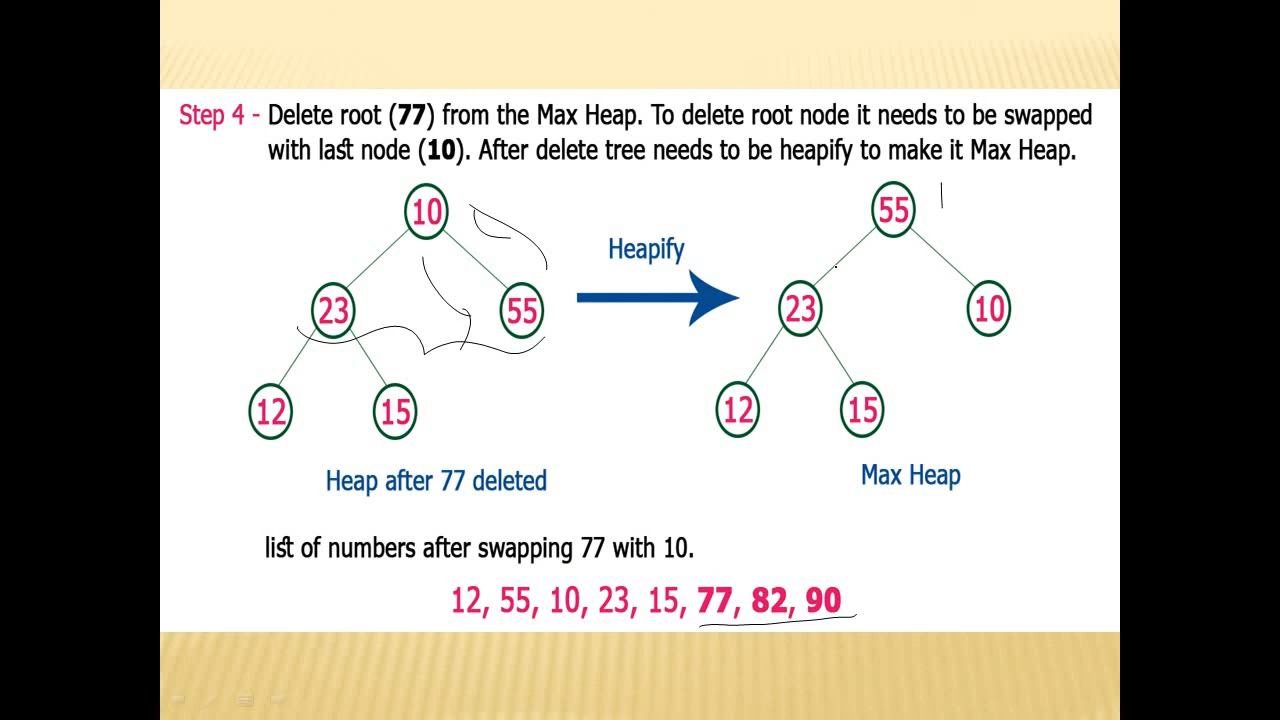 Step 4 - Delete root (77) from the Max Heap. To delete root node it needs to be swapped
with last node (10). After delete tree needs to be heapify to make it Max Heap.
10 55
Heapify
23 55 23 10
12 15 12 15
Heap after 77 deleted Max Heap
list of numbers after swapping 77 with 10.
12, 55, 10, 23, 15, 77, 82, 90